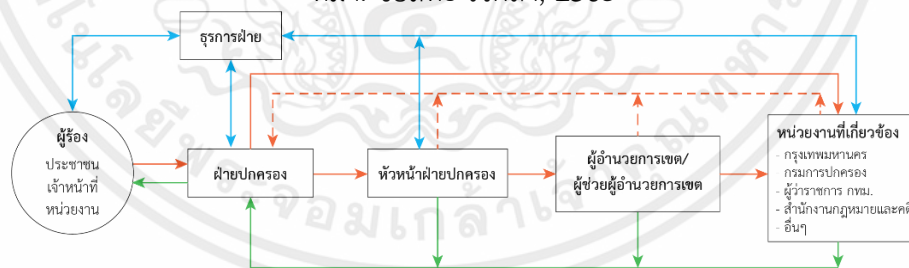 ธุรการฝ่าย
ผู้ร้อง
ประชาชน
เจ้าหน้าที่
หน่วยงาน
ฝ่ายปกครอง
หัวหน้าฝ่ายปกครอง
ผู้อำนวยการเขต/
ผู้ช่วยผู้อำนวยการเขต
หน่วยงานที่เกี่ยวข้อง
- กรุงเทพมหานคร
กรมการปกครอง
- ผู้ว่าราชการ กทม.
- สำนักงานกฎหมายและคดี
- อื่นๆ